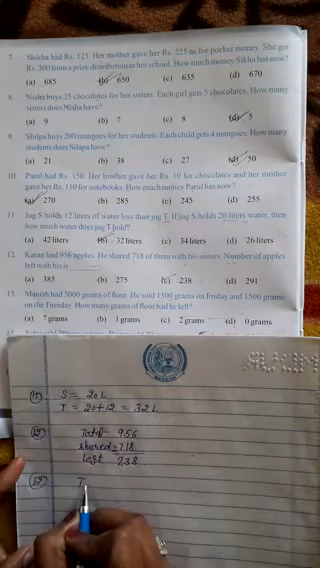 7. Shikha had Rs. 125. Her mother gave her Rs. 225 as for pocket money. She got
Rs. 300 from a prize distribution in her school. How much money Sikha has now?
(a) 685 (b) 650 (c) 635 (d) 670
8. Nisha buys 25 chocolates for her sisters. Each girl gets 5 chocolates. How many
sisters does Nisha have?
(a) 9 (b) 7 (c) 8 (d) 5
9. Shilpa buys 200 mangoes for her students. Each child gets 4 mangoes. How many
students does Selapa have?
(a) 21 (b) 38 (c) 27 (d) 50
10. Parul had Rs. 150. Her brother gave her Rs. 10 for chocolates and her mother
gave her Rs. 110 for notebooks. How much money Parul has now?
(a) 270 (b) 285 (c) 245 (d) 255
11. Jug S holds 12 liters of water less than jug T. If jug S holds 20 liters water, then
how much water does jug T hold?
(a) 42 liters (b) 32 liters (c) 34 liters (d) 26 liters
12. Karan had 956 apples. He shared 718 of them with his sisters. Number of apples
left with his is
(a) 385 (b) 275 (c) 238 (d) 291
13. Manish had 3000 grams of flour. He sold 1500 grams on Friday and 1500 grams
on the Tuesday. How many grams of flour had he left?
(a) 7 grams (b) 1 grams (c) 2 grams (d) 0 grams
11) S = 20 L
T = 20+12 = 32 L
12) Total - 956
shared = 718
Left 238
T